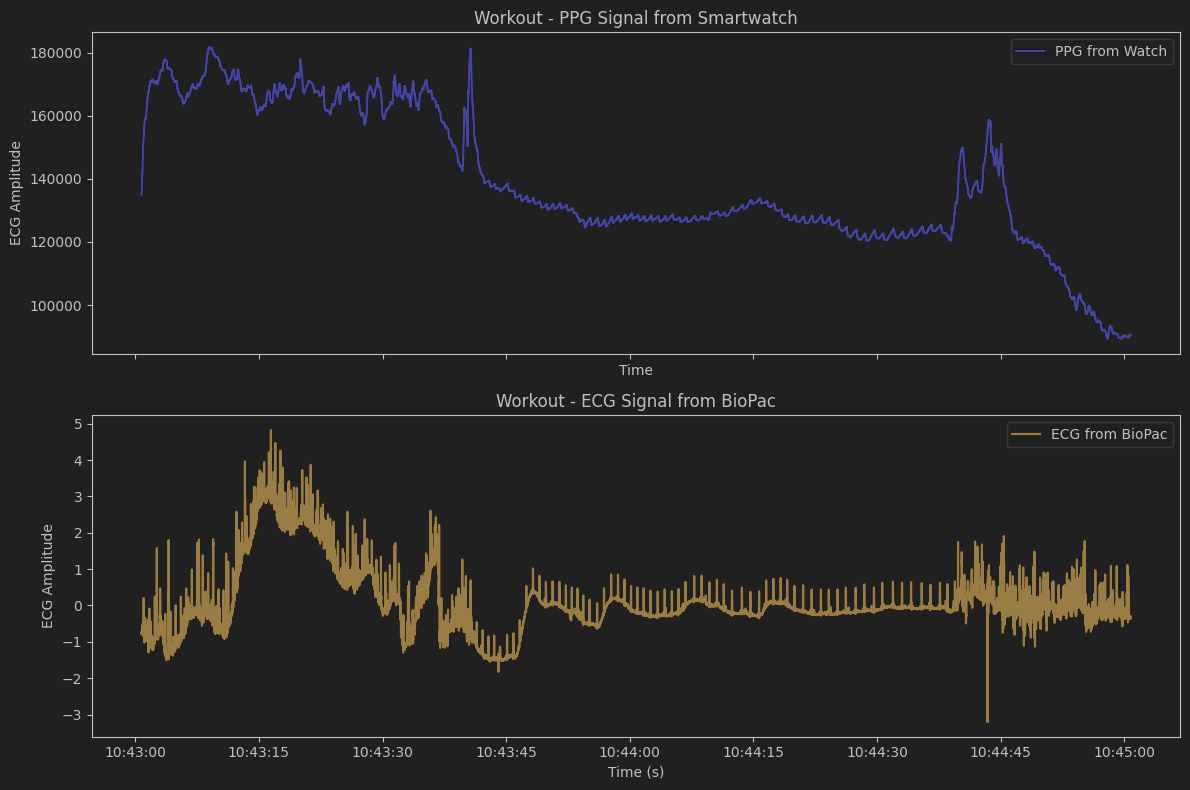 Workout - PPG Signal from Smartwatch
PPG from Watch
ECG Amplitude
180000
160000
140000
120000
100000
Time
Workout - ECG Signal from BioPac
ECG from BioPac
ECG Amplitude
5
4
3
2
1
0
−1
−2
−3
10:43:00 10:43:15 10:43:30 10:43:45 10:44:00 10:44:15 10:44:30 10:44:45 10:45:00
Time (s)